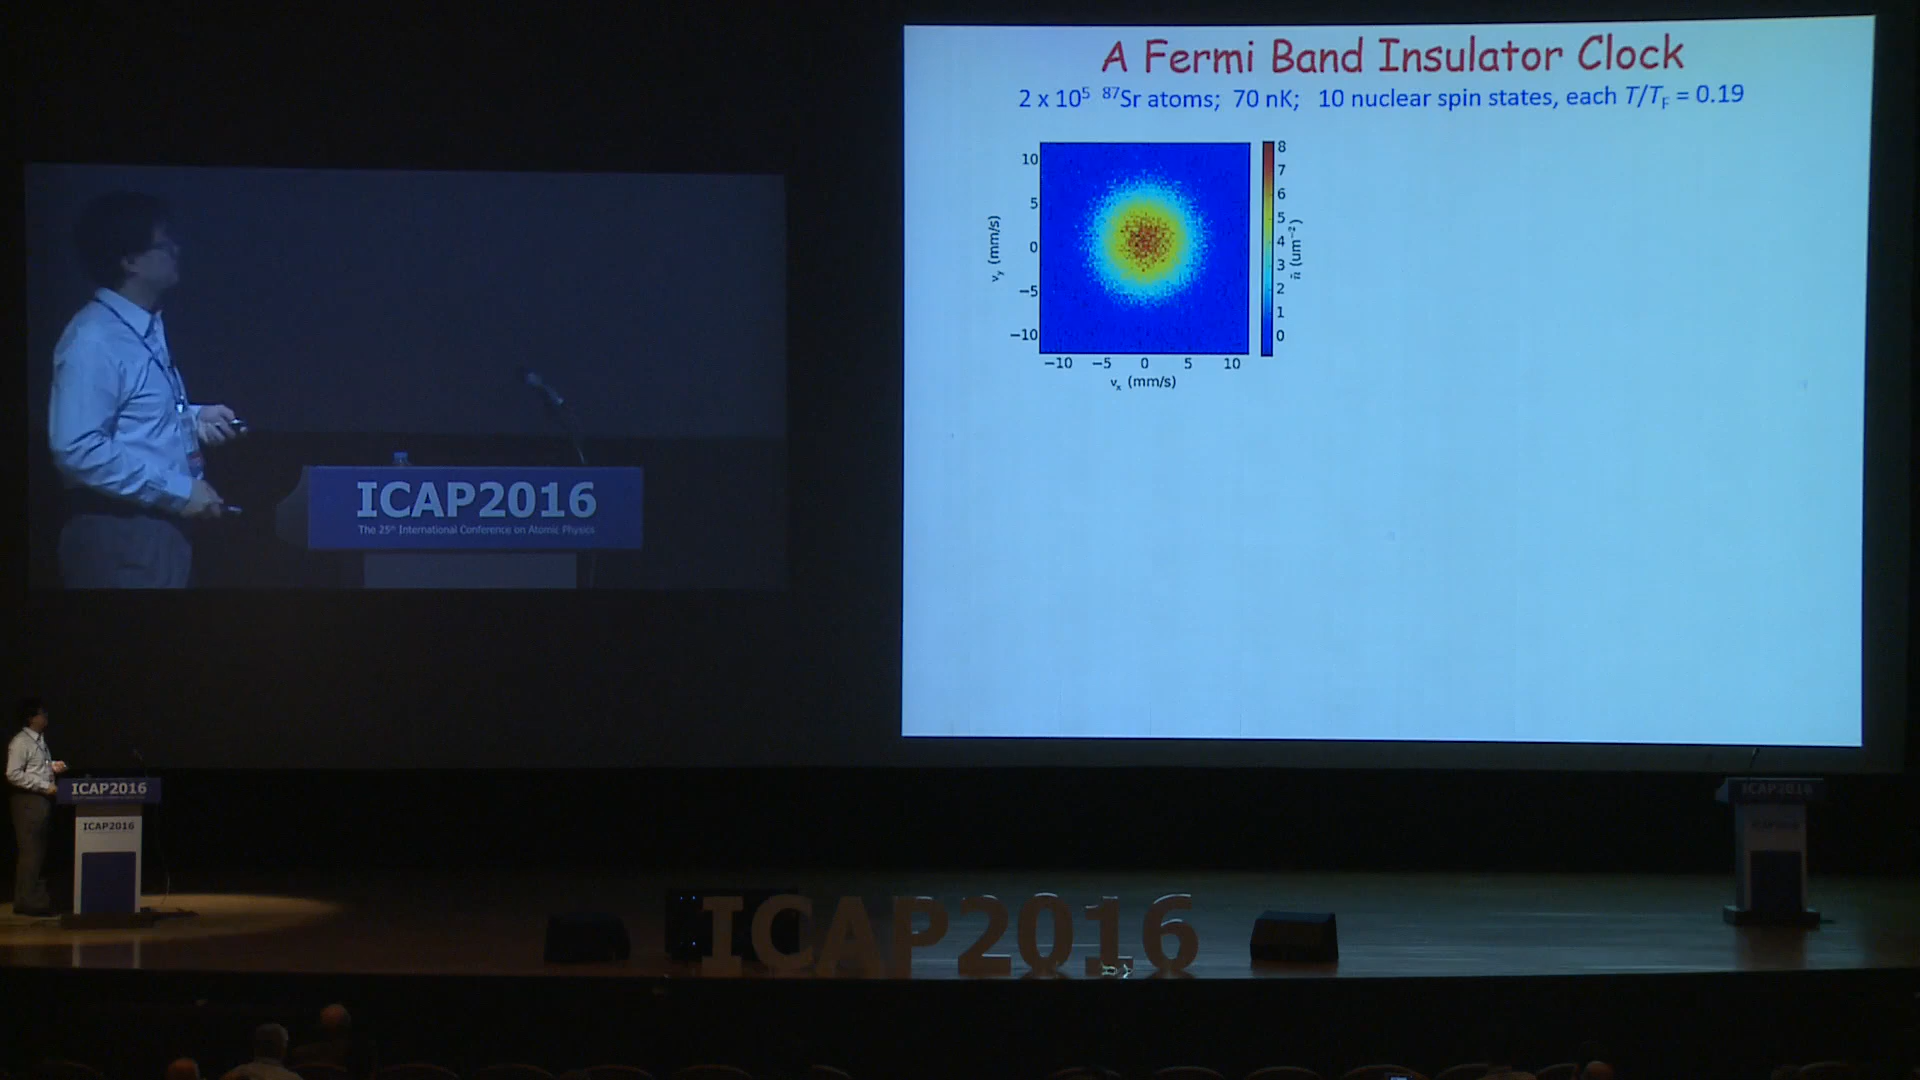 A Fermi Band Insulator Clock
2 x 10⁵ ⁸⁷Sr atoms; 70 nK; 10 nuclear spin states, each T/T_F = 0.19
10
5
0
−5
−10
v_y (mm/s)
−10 −5 0 5 10
v_x (mm/s)
8
7
6
5
4
3
2
1
0
ñ (um⁻²)
ICAP2016
The 25ᵗʰ International Conference on Atomic Physics
ICAP2016
ICAP2016
ICAP2016
ICAP2016
ICAP2016